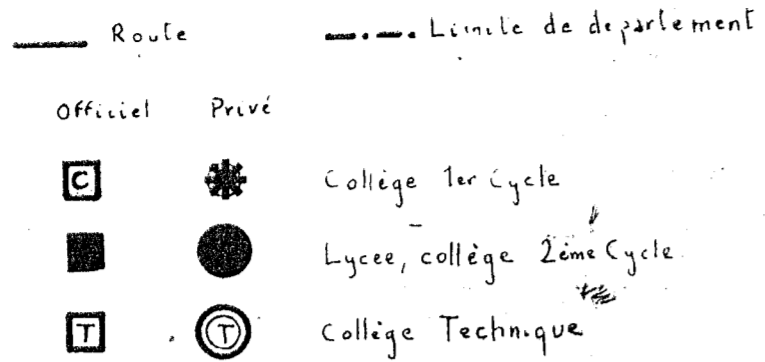 Route Limite de departement
Officiel Privé
C Collège 1er Cycle
Lycee, collège 2ème Cycle
T T Collège Technique